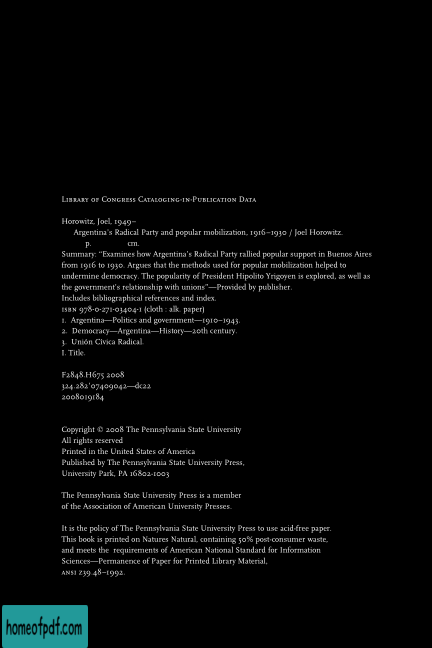 Library of Congress Cataloging-in-Publication Data
Horowitz, Joel, 1949–
Argentina's Radical Party and popular mobilization, 1916–1930 / Joel Horowitz.
p. cm.
Summary: "Examines how Argentina's Radical Party rallied popular support in Buenos Aires
from 1916 to 1930. Argues that the methods used for popular mobilization helped to
undermine democracy. The popularity of President Hipolito Yrigoyen is explored, as well as
the government's relationship with unions"—Provided by publisher.
Includes bibliographical references and index.
ISBN 978-0-271-03404-1 (cloth : alk. paper)
1. Argentina—Politics and government—1910–1943.
2. Democracy—Argentina—History—20th century.
3. Unión Cívica Radical.
I. Title.
F2848.H675 2008
324.282'07409042—dc22
2008019184
Copyright © 2008 The Pennsylvania State University
All rights reserved
Printed in the United States of America
Published by The Pennsylvania State University Press,
University Park, PA 16802-1003
The Pennsylvania State University Press is a member
of the Association of American University Presses.
It is the policy of The Pennsylvania State University Press to use acid-free paper.
This book is printed on Natures Natural, containing 50% post-consumer waste,
and meets the requirements of American National Standard for Information
Sciences—Permanence of Paper for Printed Library Material,
ANSI Z39.48–1992.
homeofpdf.com